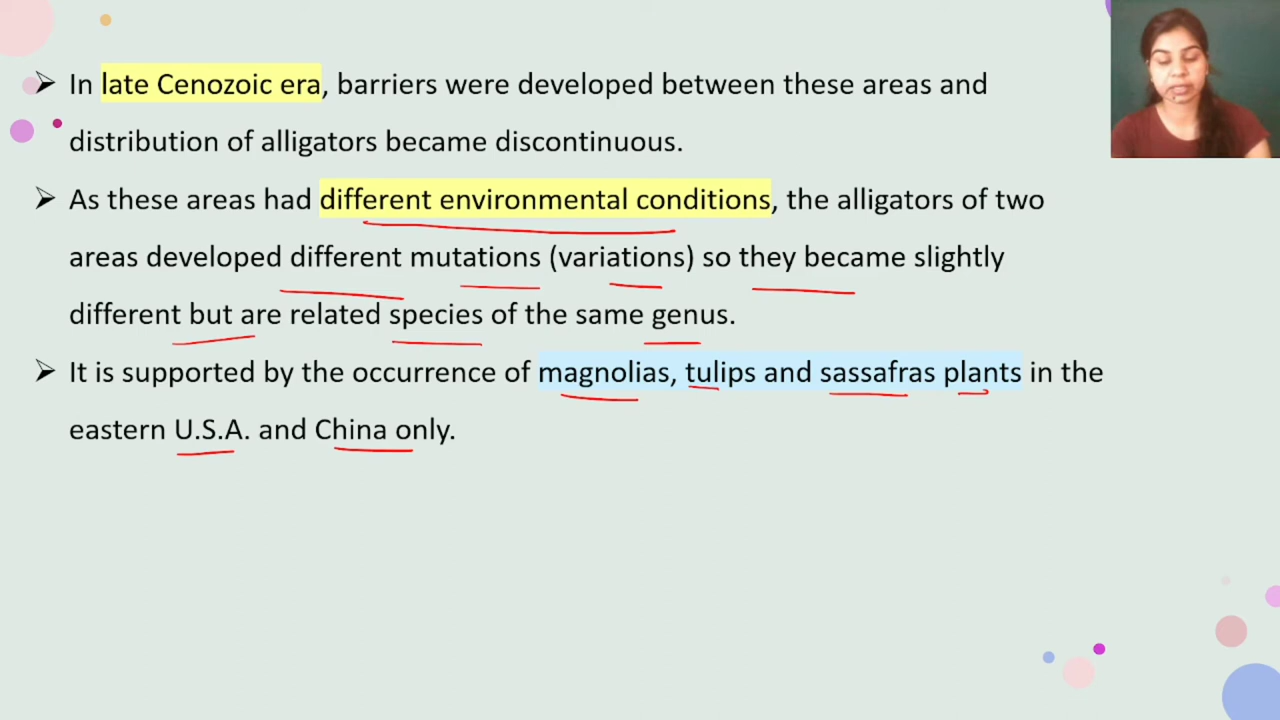 In late Cenozoic era, barriers were developed between these areas and
distribution of alligators became discontinuous.
As these areas had different environmental conditions, the alligators of two
areas developed different mutations (variations) so they became slightly
different but are related species of the same genus.
It is supported by the occurrence of magnolias, tulips and sassafras plants in the
eastern U.S.A. and China only.